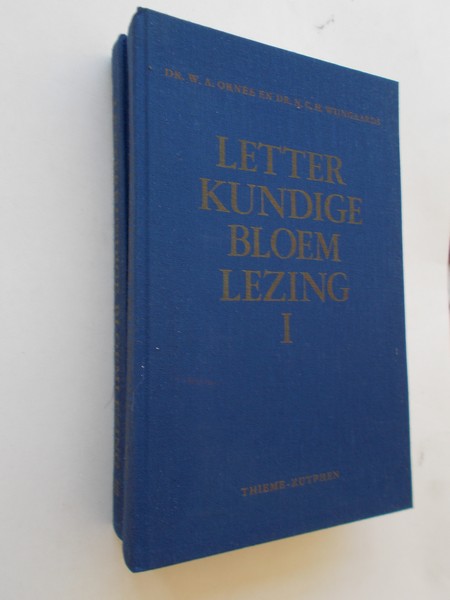 DR. W. A. ORNEE EN DR. N. C. H. WIJNGAARDS
LETTER
KUNDIGE
BLOEM
LEZING
I
THIEME-ZUTPHEN